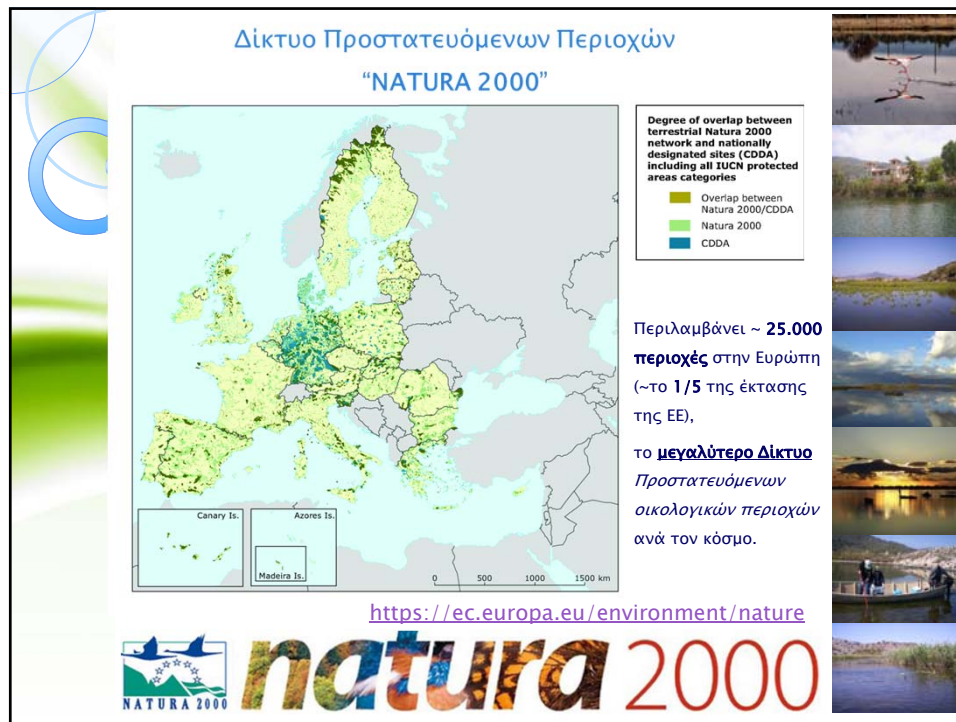 Δίκτυο Προστατευόμενων Περιοχών
“NATURA 2000”
Degree of overlap between
terrestrial Natura 2000
network and nationally
designated sites (CDDA)
including all IUCN protected
areas categories
Overlap between
Natura 2000/CDDA
Natura 2000
CDDA
Περιλαμβάνει ~ 25.000
περιοχές στην Ευρώπη
(~το 1/5 της έκτασης
της ΕΕ),
το μεγαλύτερο Δίκτυο
Προστατευόμενων
οικολογικών περιοχών
ανά τον κόσμο.
Canary Is.
Azores Is.
Madeira Is.
0 500 1000 1500 km
https://ec.europa.eu/environment/nature
NATURA 2000
natura 2000